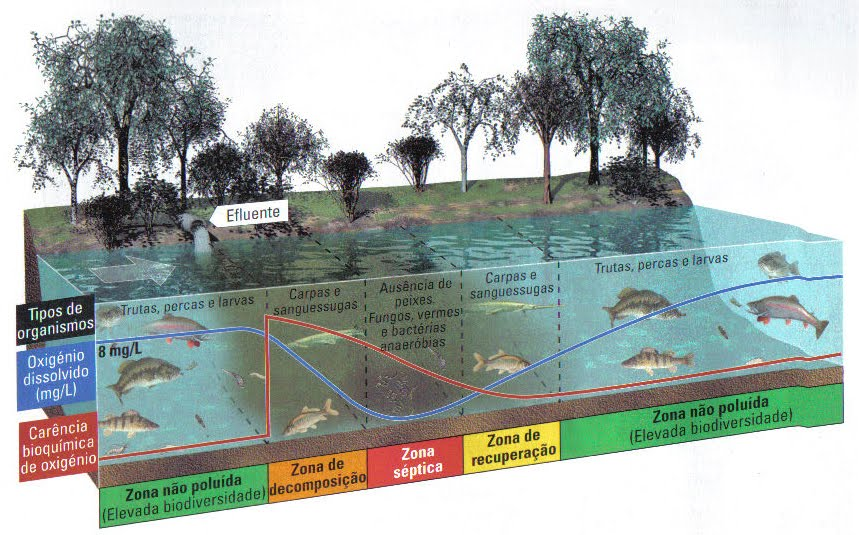 Efluente
Tipos de
organismos
Trutas, percas e larvas
Carpas e
sanguessugas
Ausência de
peixes.
Fungos, vermes
e bactérias
anaeróbias
Carpas e
sanguessugas
Trutas, percas e larvas
Oxigénio
dissolvido
(mg/L)
8 mg/L
Carência
bioquímica
de oxigénio
Zona não poluída
(Elevada biodiversidade)
Zona de
decomposição
Zona
séptica
Zona de
recuperação
Zona não poluída
(Elevada biodiversidade)